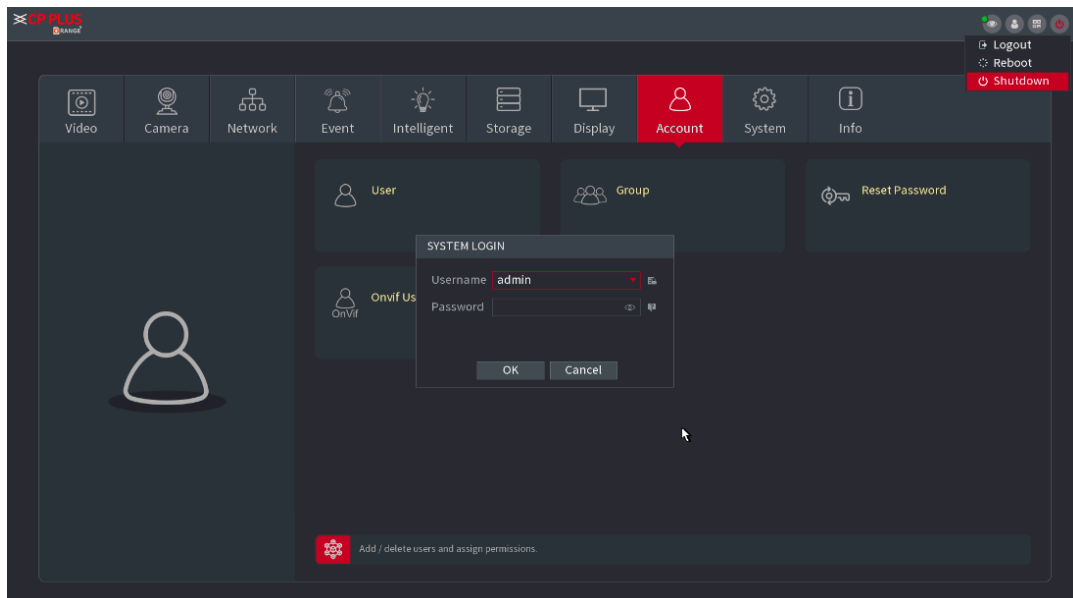 CP PLUS
ORANGE
Logout
Reboot
Shutdown
Video
Camera
Network
Event
Intelligent
Storage
Display
Account
System
Info
User
Group
Reset Password
SYSTEM LOGIN
Username admin
Onvif Us
OnVif
Password
OK
Cancel
Add / delete users and assign permissions.